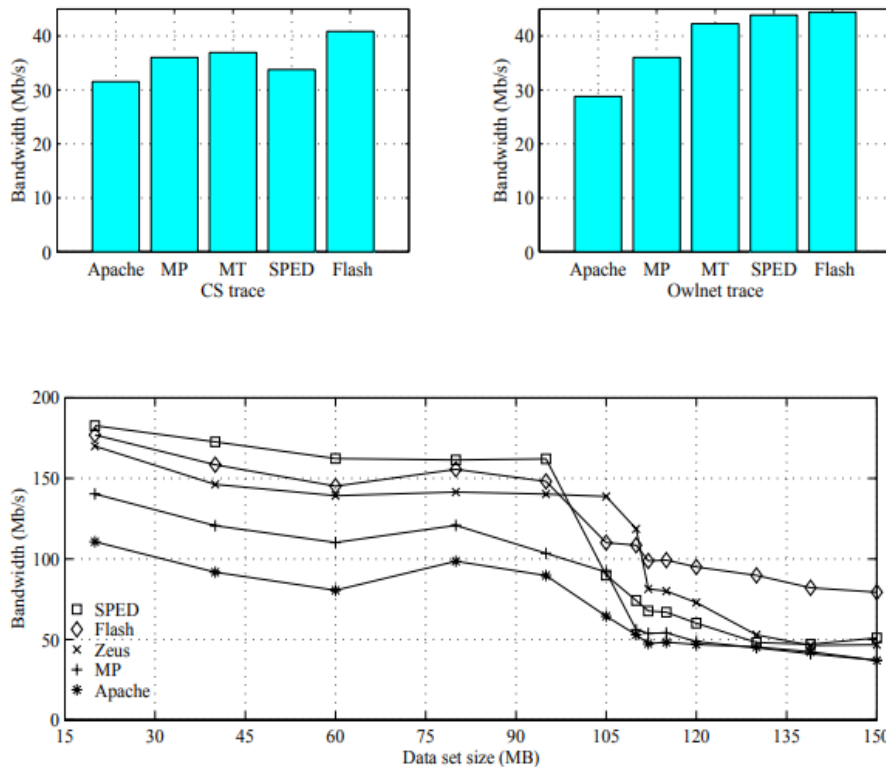 40
30
20
10
0
Bandwidth (Mb/s)
Apache MP MT SPED Flash
CS trace
40
30
20
10
0
Bandwidth (Mb/s)
Apache MP MT SPED Flash
Owlnet trace
200
150
100
50
0
Bandwidth (Mb/s)
SPED
Flash
Zeus
MP
Apache
15 30 45 60 75 90 105 120 135 150
Data set size (MB)